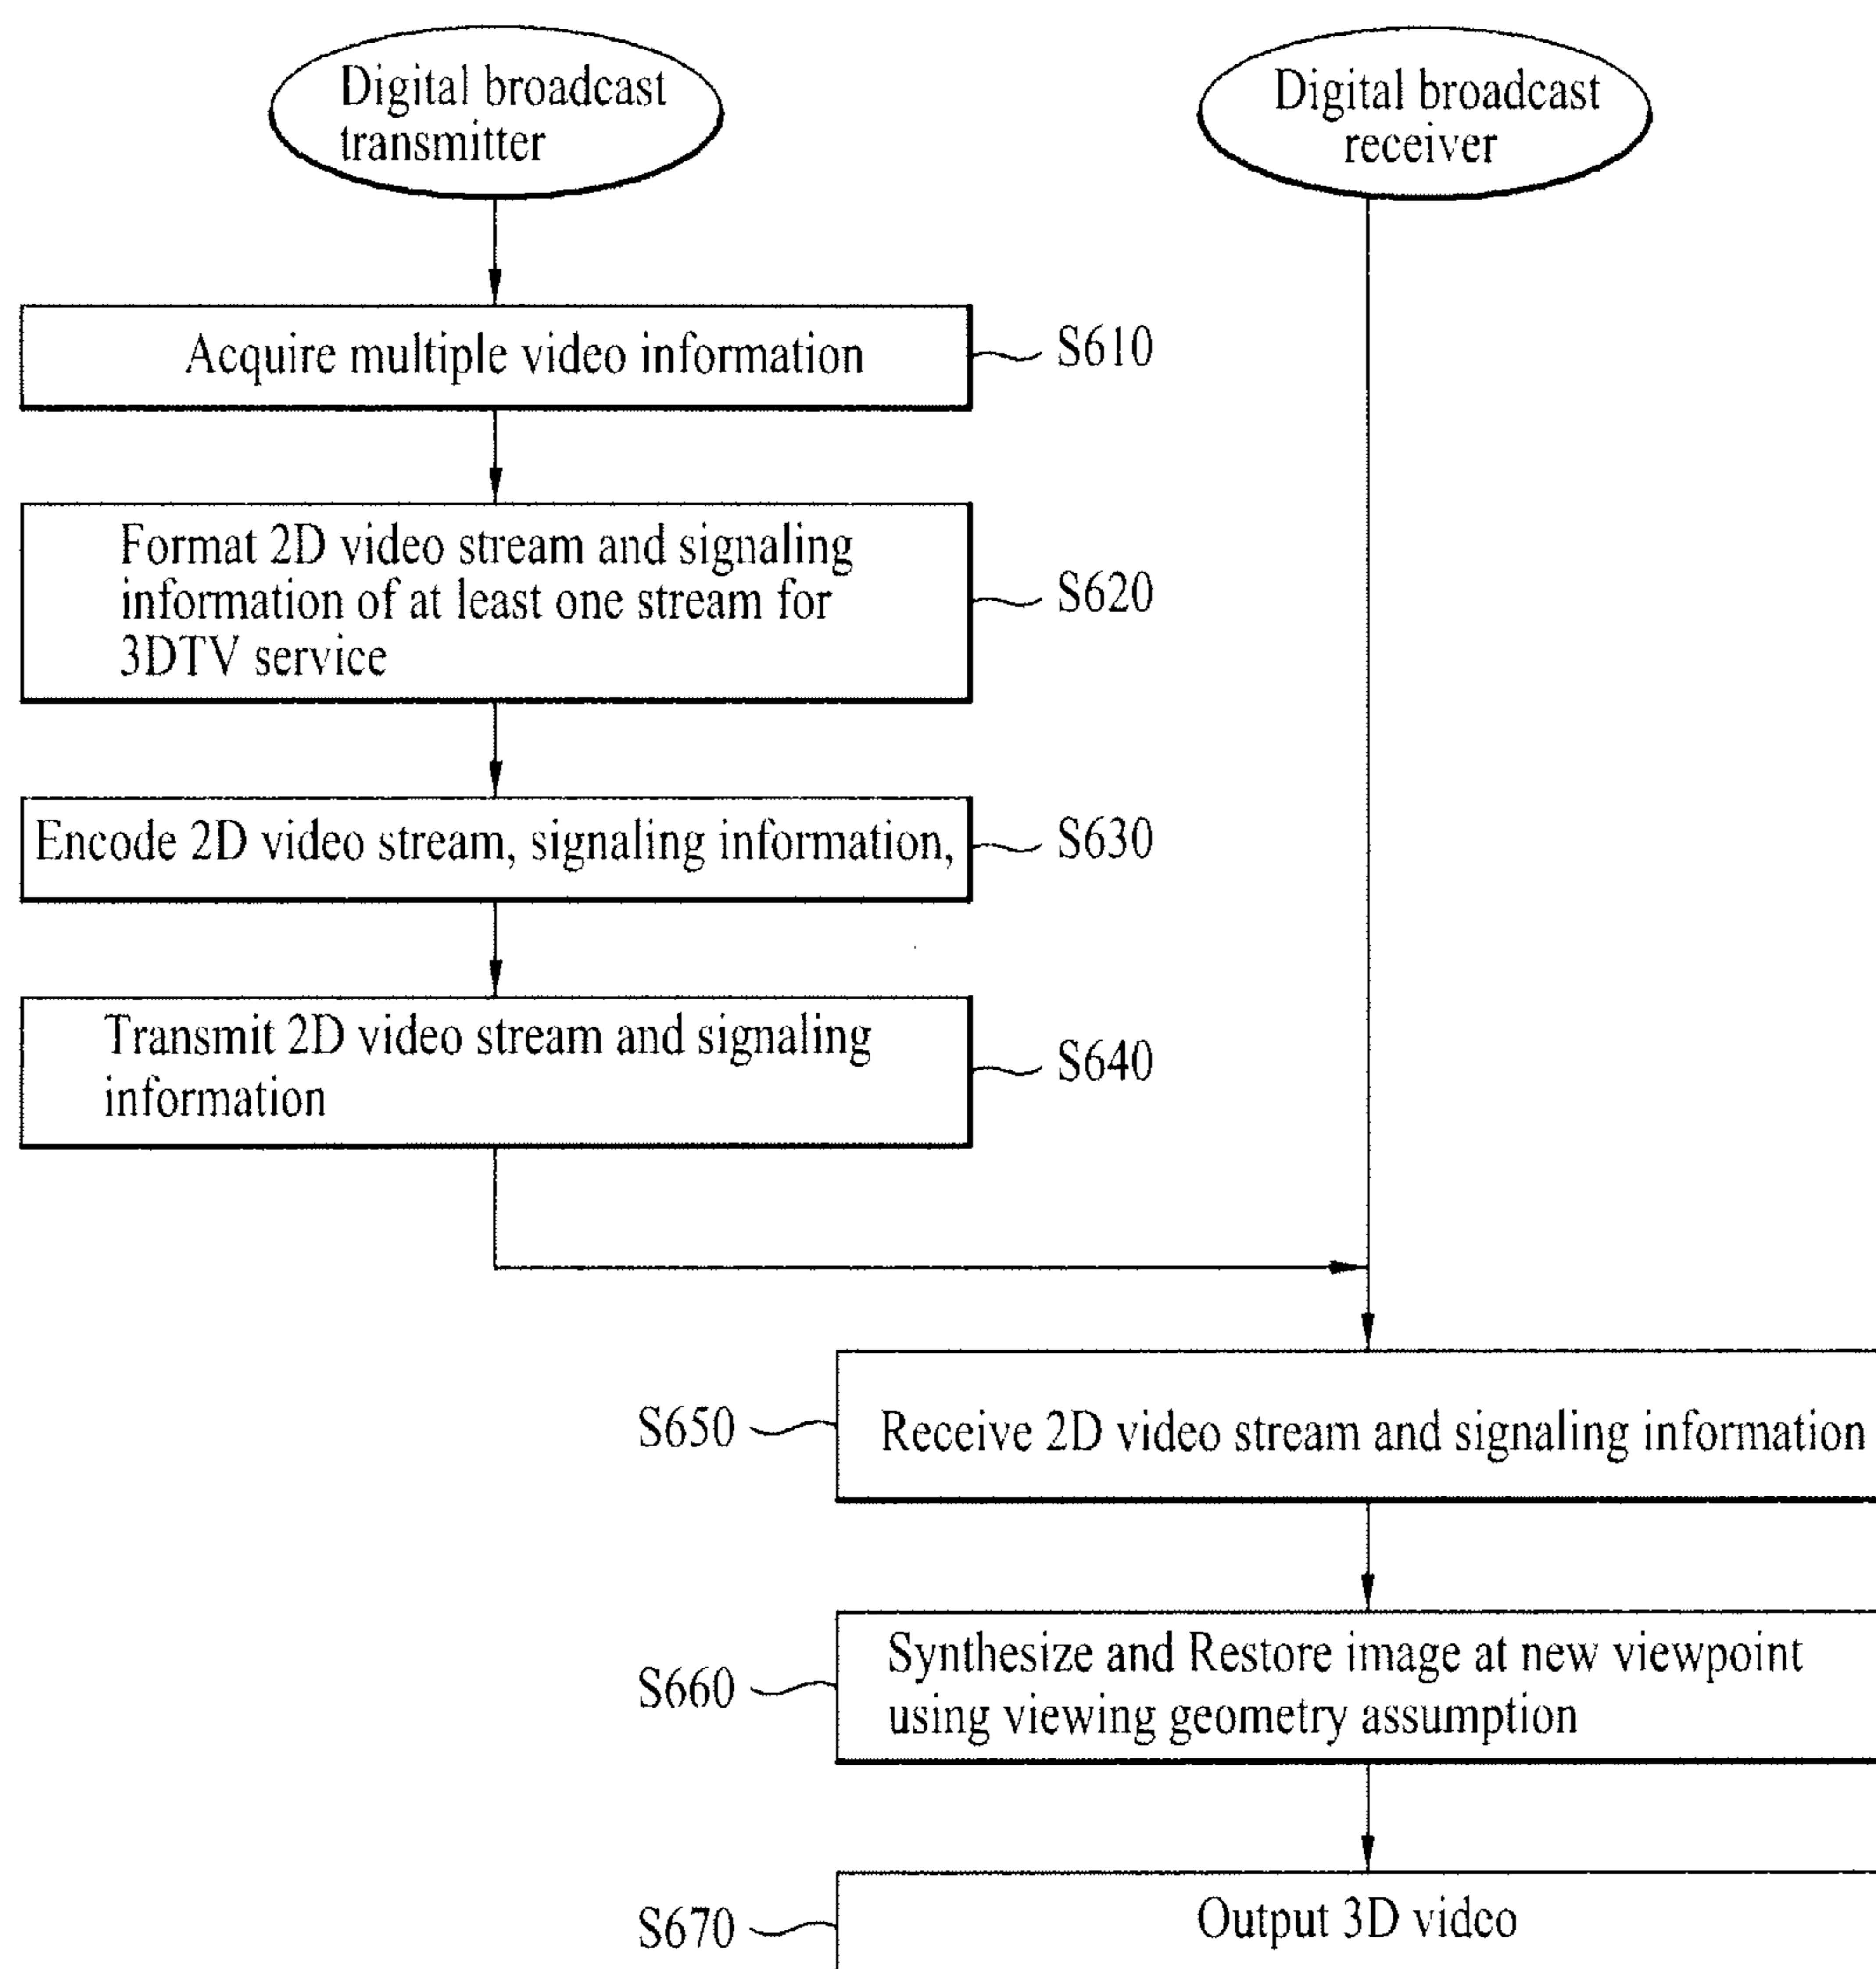 Digital broadcast
transmitter
Digital broadcast
receiver
Acquire multiple video information
S610
Format 2D video stream and signaling
information of at least one stream for
3DTV service
S620
Encode 2D video stream, signaling information,
S630
Transmit 2D video stream and signaling
information
S640
S650
Receive 2D video stream and signaling information
S660
Synthesize and Restore image at new viewpoint
using viewing geometry assumption
S670
Output 3D video